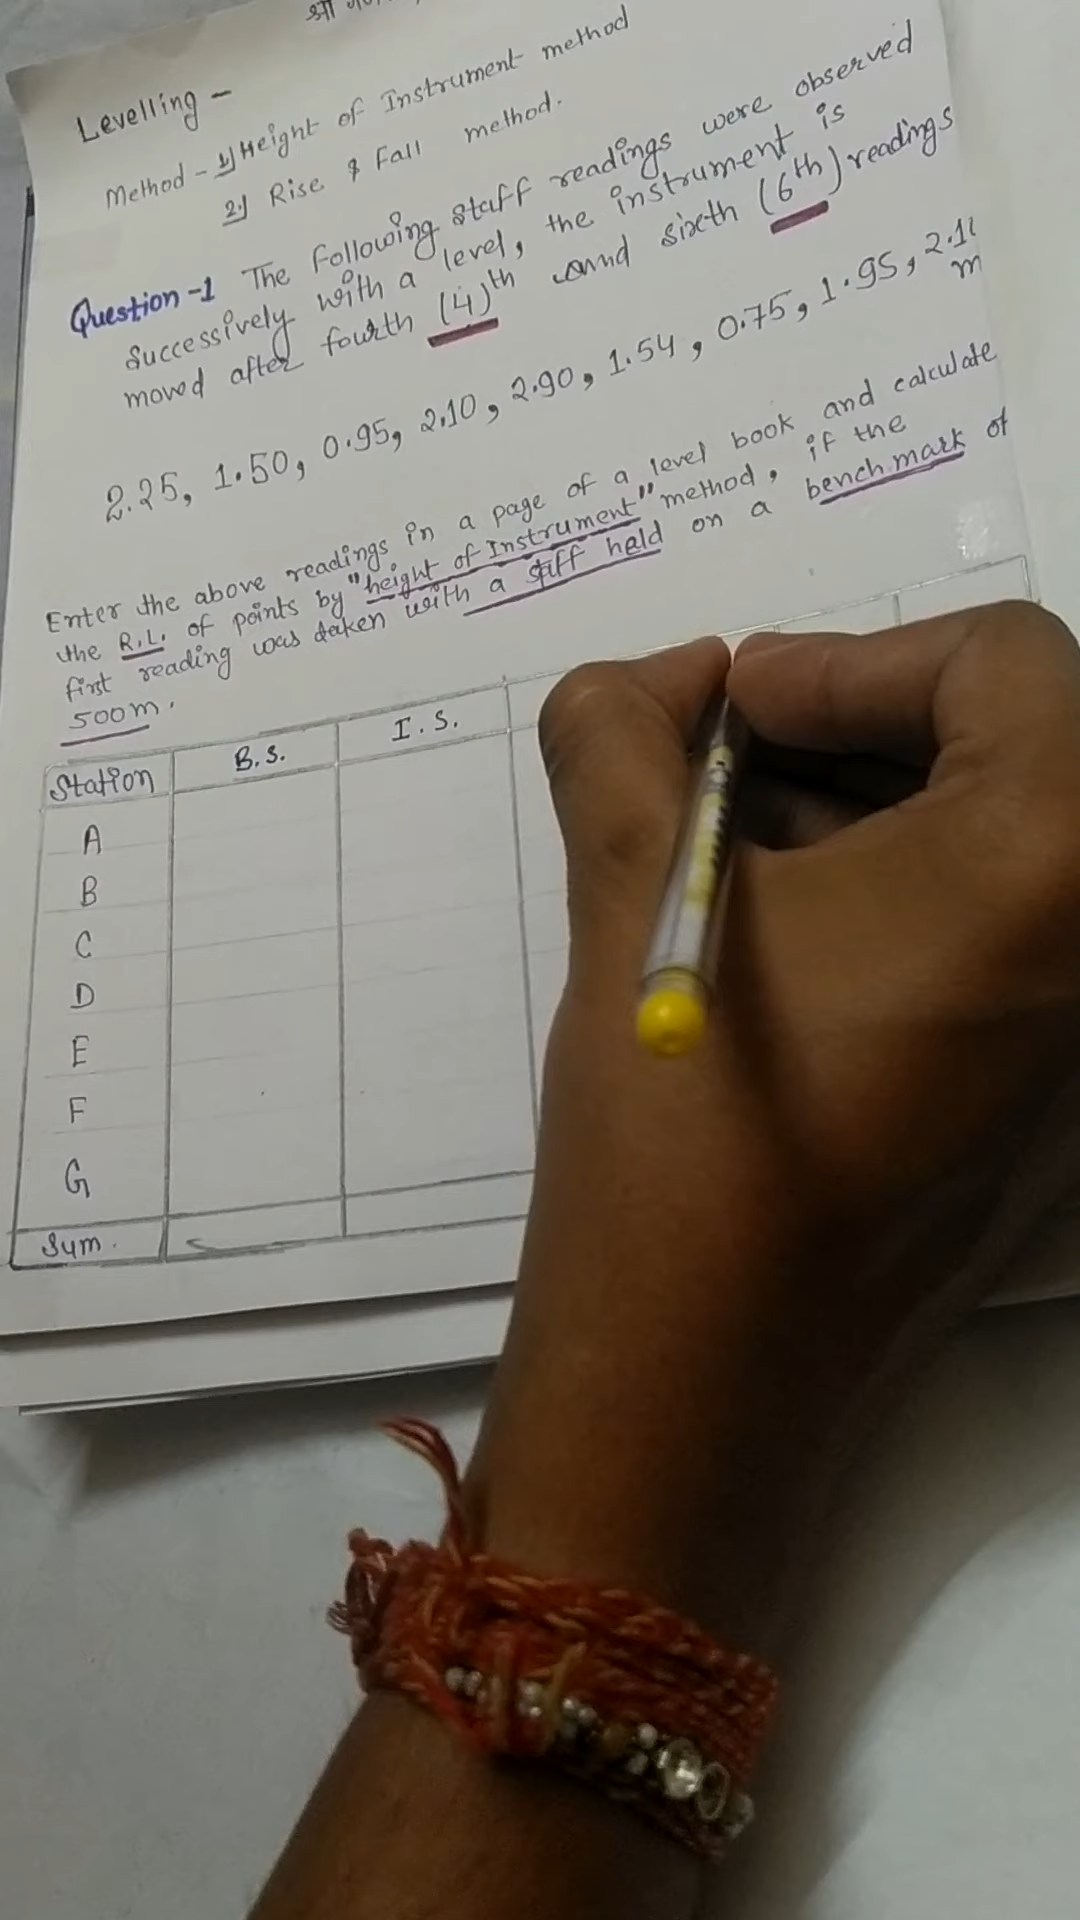 श्री
Levelling -
Method - 1) Height of Instrument method
2) Rise & Fall method.
Question -1 The Following staff readings were observed
successively with a level, the instrument is
moved after fourth (4)th and sixth (6th) readings
2.25, 1.50, 0.95, 2.10, 2.90, 1.54, 0.75, 1.95,
m
Enter the above readings in a page of a level book and calculate
the R.L. of points by "height of Instrument" method, if the
first reading was taken with a staff held on a bench mark of
500m.
Station B.S. I.S.
A
B
C
D
E
F
G
Sum.